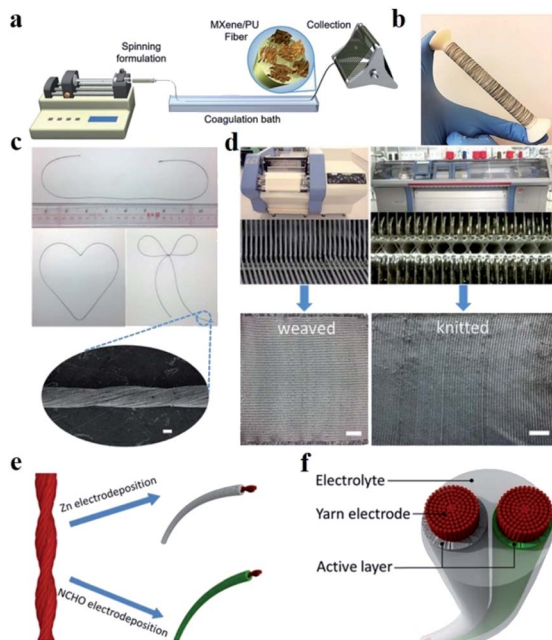 a
b
Spinning
formulation
MXene/PU
Fiber
Collection
Coagulation bath
c
d
weaved
knitted
e
f
Zn electrodeposition
NCHO electrodeposition
Electrolyte
Yarn electrode
Active layer